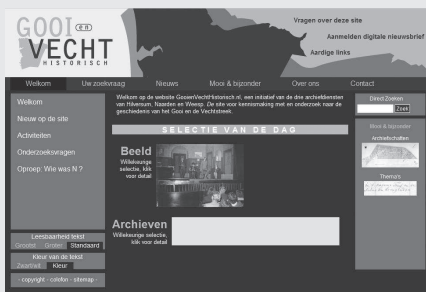 GOOI en
VECHT
HISTORISCH
Vragen over deze site
Aanmelden digitale nieuwsbrief
Aardige links
Welkom Uw zoekvraag Nieuws Mooi & bijzonder Over ons Contact
Welkom
Nieuw op de site
Activiteiten
Onderzoeksvragen
Oproep: Wie was N ?
Leesbaarheid tekst
Grootst Groter Standaard
Kleur van de tekst
Zwart/wit Kleur
- copyright - colofon - sitemap -
Welkom op de website GooienVechtHistorisch.nl, een initiatief van de drie archiefdiensten
van Hilversum, Naarden en Weesp. De site voor kennismaking met en onderzoek naar de
geschiedenis van het Gooi en de Vechtstreek.
SELECTIE VAN DE DAG
Beeld
Willekeurige
selectie, klik
voor detail
Archieven
Willekeurige selectie,
klik voor detail
Direct Zoeken
Zoek
Mooi & bijzonder
Archiefschatten
Thema's